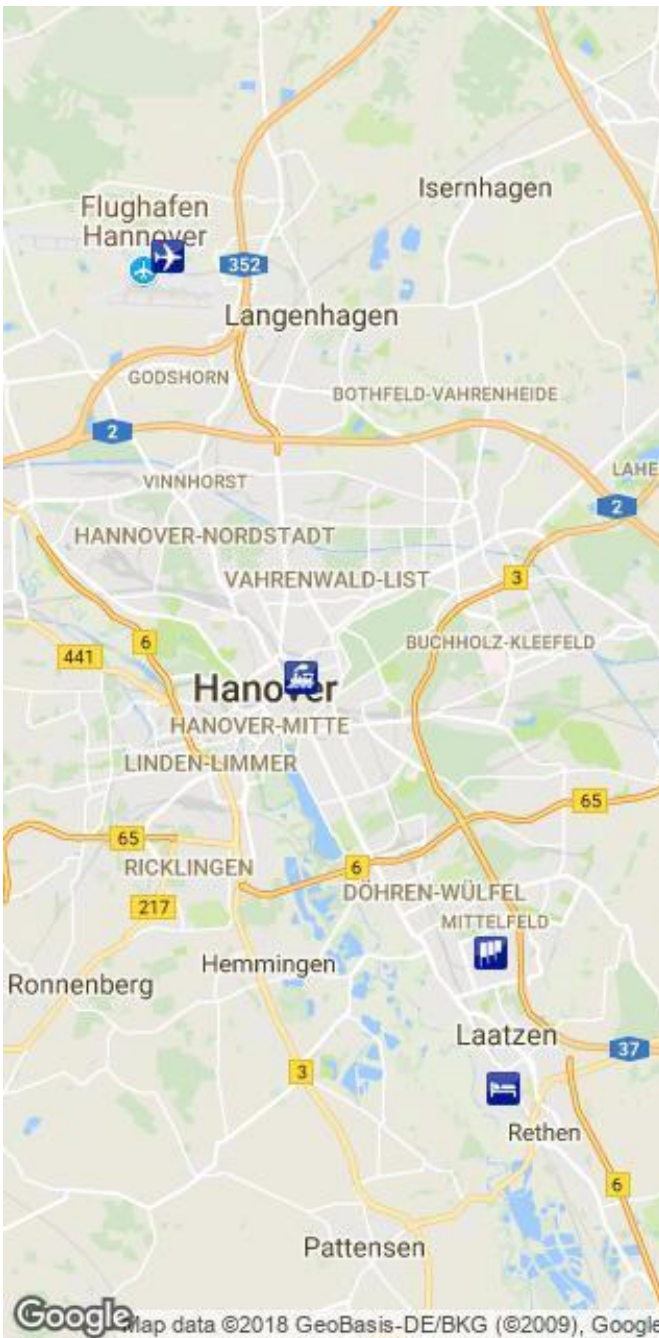 Isernhagen
Flughafen
Hannover
352
Langenhagen
GODSHORN
BOTHFELD-VAHRENHEIDE
2
LAHE
VINNHORST
2
HANNOVER-NORDSTADT
VAHRENWALD-LIST
3
6
441
BUCHHOLZ-KLEEFELD
Hanover
HANOVER-MITTE
LINDEN-LIMMER
65
65
RICKLINGEN
6
DÖHREN-WÜLFEL
217
MITTELFELD
Hemmingen
Ronnenberg
Laatzen
37
3
Rethen
6
Pattensen
Google
Map data ©2018 GeoBasis-DE/BKG (©2009), Google